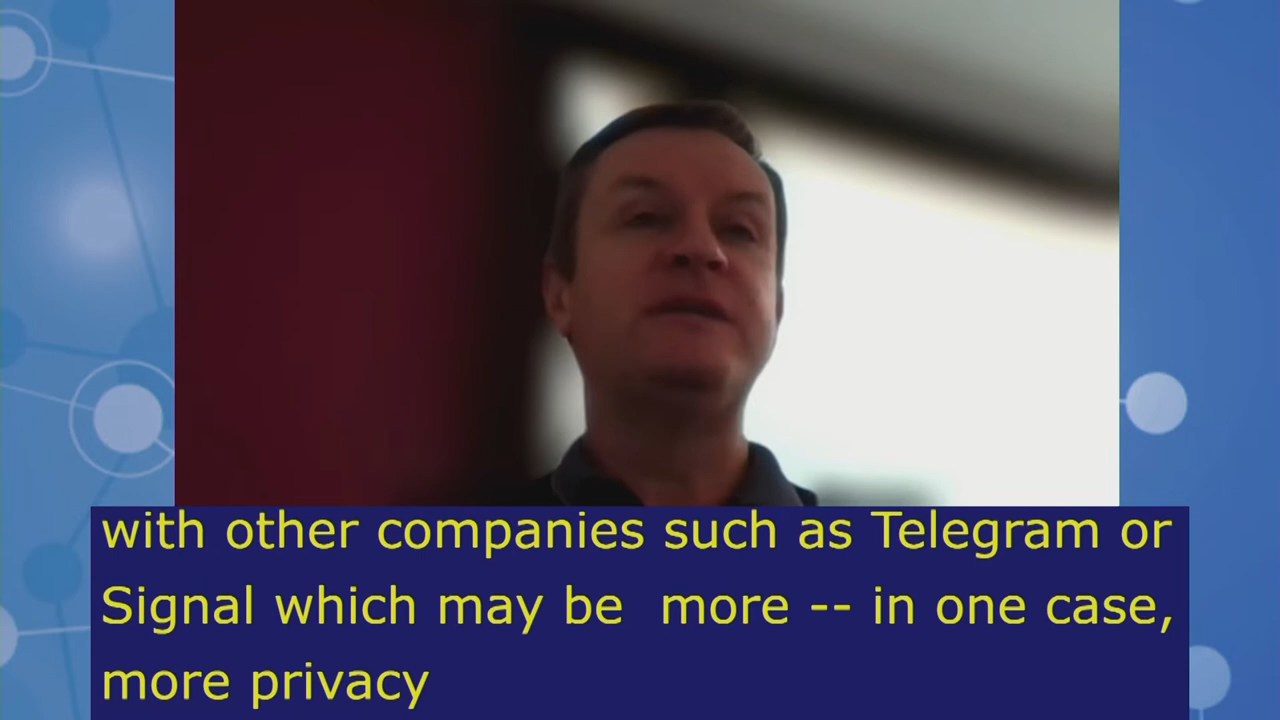 with other companies such as Telegram or
Signal which may be  more -- in one case,
more privacy